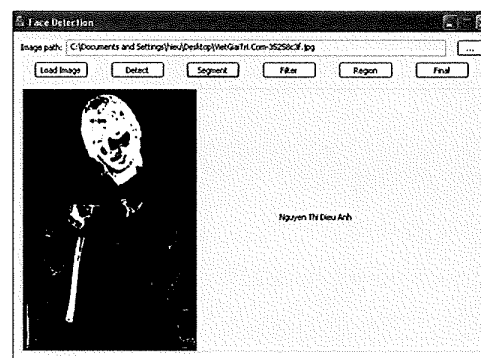 Face Detection
Image path: C:\Documents and Settings\hieu\Desktop\VietGiaiTri.Com-35258c3f.jpg ...
Load Image Detect Segment Filter Region Final
Nguyen Thi Dieu Anh